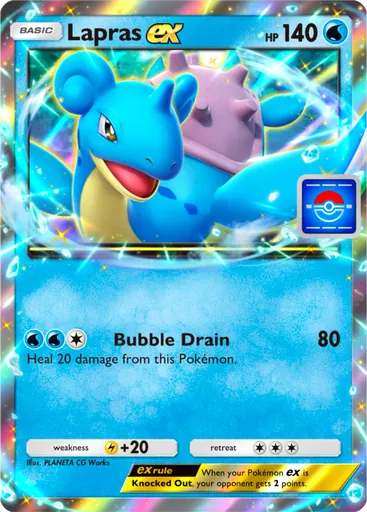 BASIC Lapras ex HP 140
Bubble Drain 80
Heal 20 damage from this Pokémon.
weakness +20 retreat
Illus. PLANETA CG Works
ex rule When your Pokémon ex is
Knocked Out, your opponent gets 2 points.